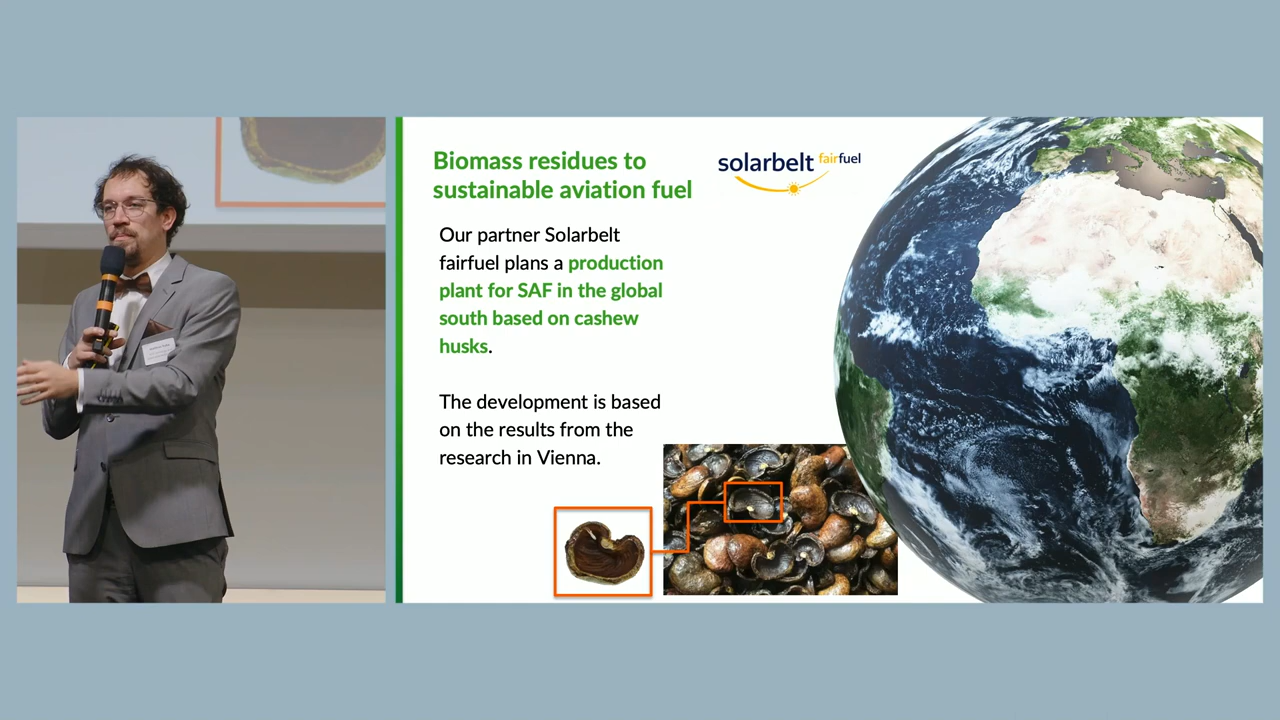 Biomass residues to
sustainable aviation fuel
solarbelt fairfuel
Our partner Solarbelt
fairfuel plans a production
plant for SAF in the global
south based on cashew
husks.
The development is based
on the results from the
research in Vienna.